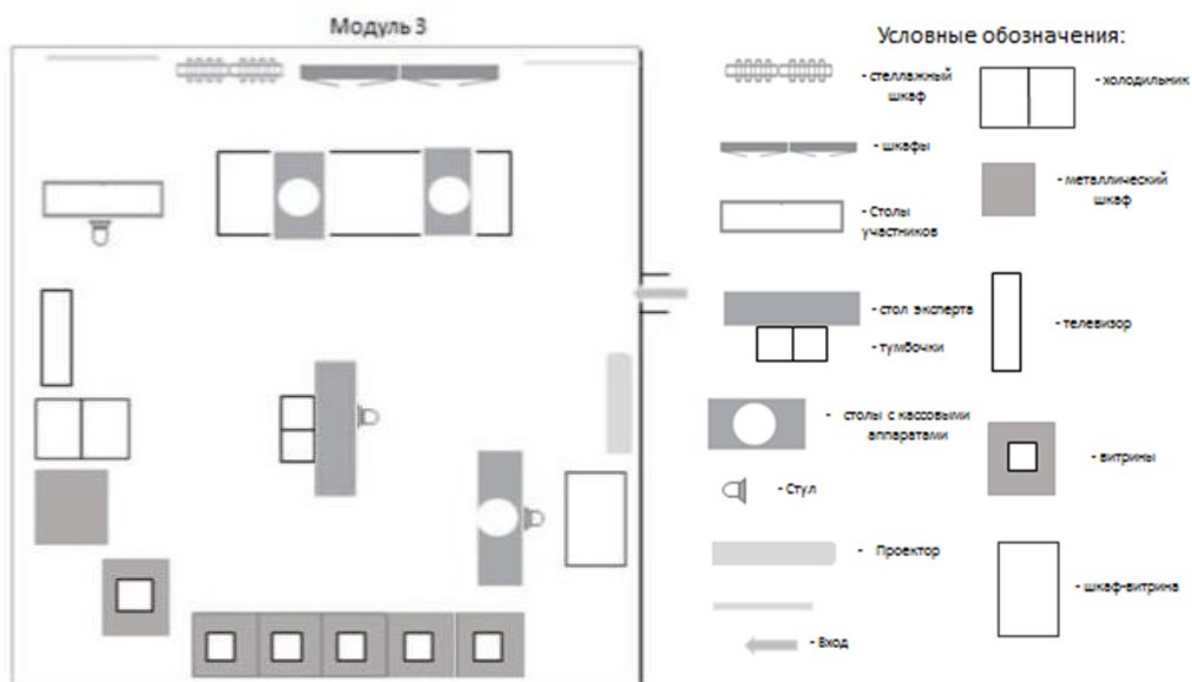 Модуль 3
Условные обозначения:
- стеллажный
шкаф
- холодильник
- шкафы
- металлический
шкаф
- Столы
участников
- стол эксперта
- тумбочки
- телевизор
- столы с кассовыми
аппаратами
- витрины
- Стул
- Проектор
- шкаф-витрина
- Вход